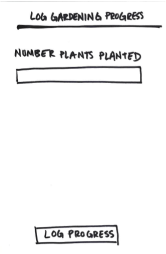 LOG GARDENING PROGRESS
NUMBER PLANTS PLANTED
LOG PROGRESS